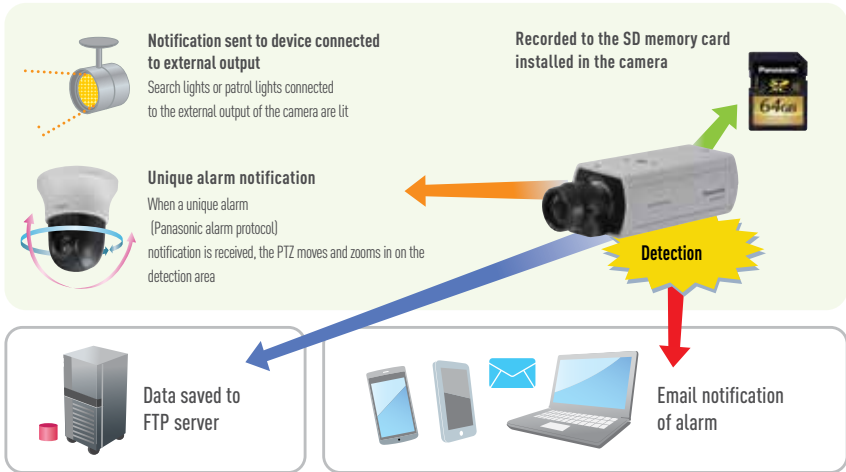 Notification sent to device connected
to external output
Search lights or patrol lights connected
to the external output of the camera are lit
Recorded to the SD memory card
installed in the camera
Panasonic
64GB
Unique alarm notification
When a unique alarm
(Panasonic alarm protocol)
notification is received, the PTZ moves and zooms in on the
detection area
Detection
Data saved to
FTP server
Email notification
of alarm